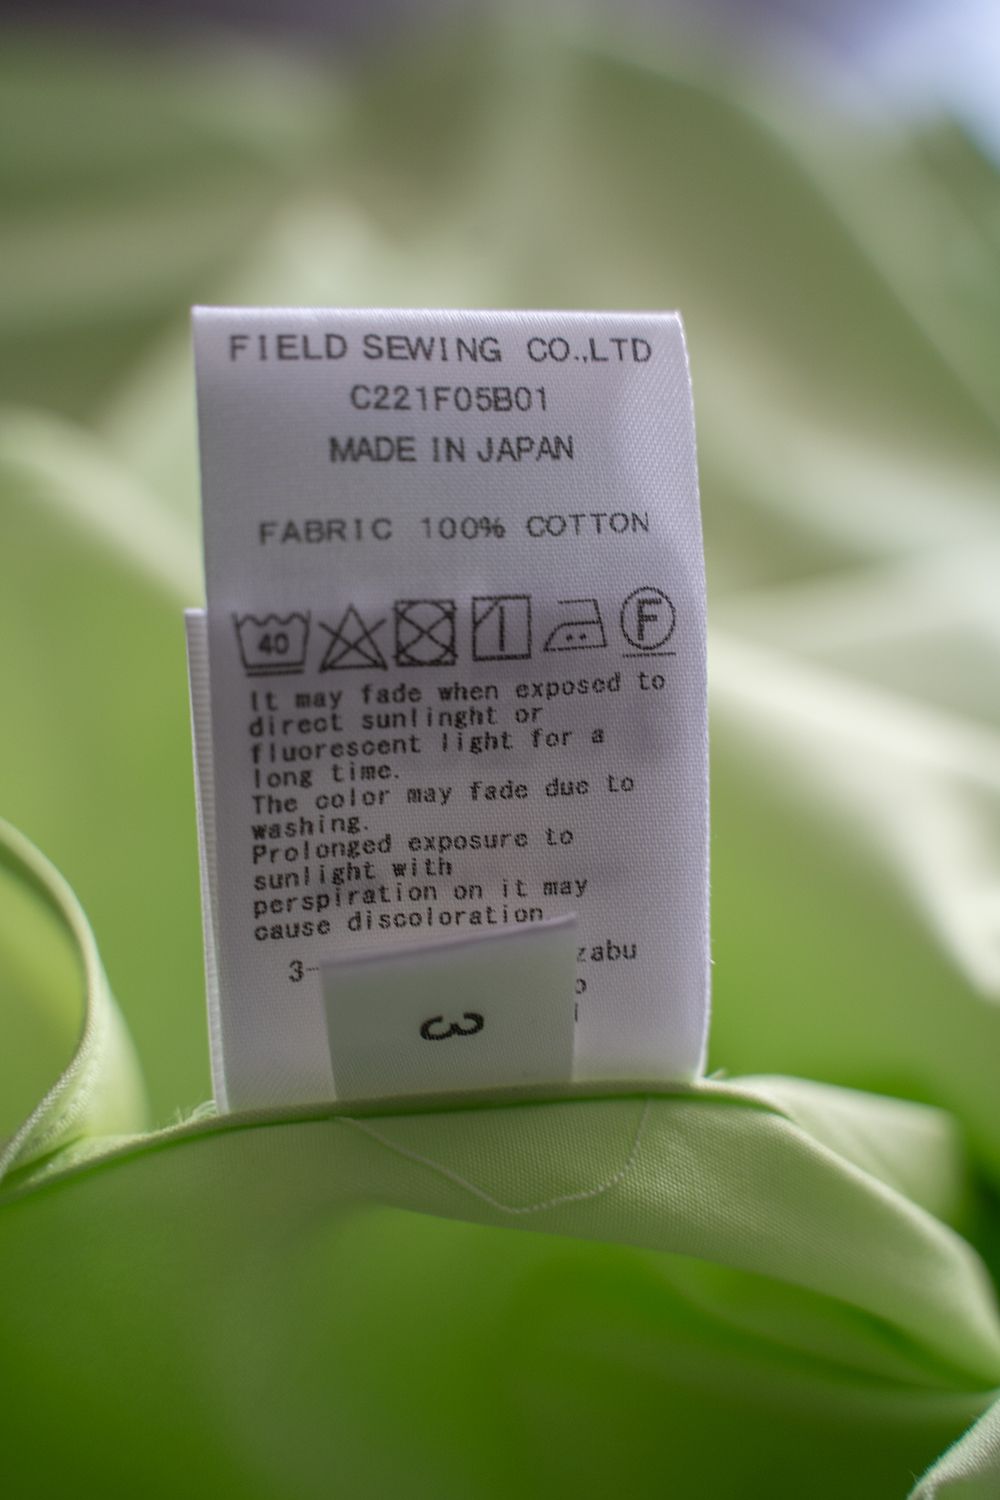 FIELD SEWING CO.,LTD
C221F05B01
MADE IN JAPAN
FABRIC 100% COTTON
40 F
It may fade when exposed to
direct sunlinght or
fluorescent light for a
long time.
The color may fade due to
washing.
Prolonged exposure to
sunlight with
perspiration on it may
cause discoloration
3- zabu
3